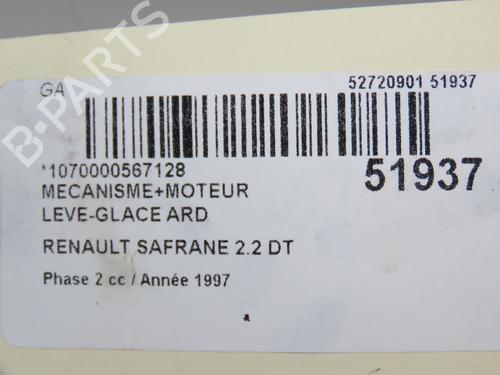 GA
52720901 51937
*1070000567128
51937
MECANISME+MOTEUR
LEVE-GLACE ARD
RENAULT SAFRANE 2.2 DT
Phase 2 cc / Année 1997
B-PARTS